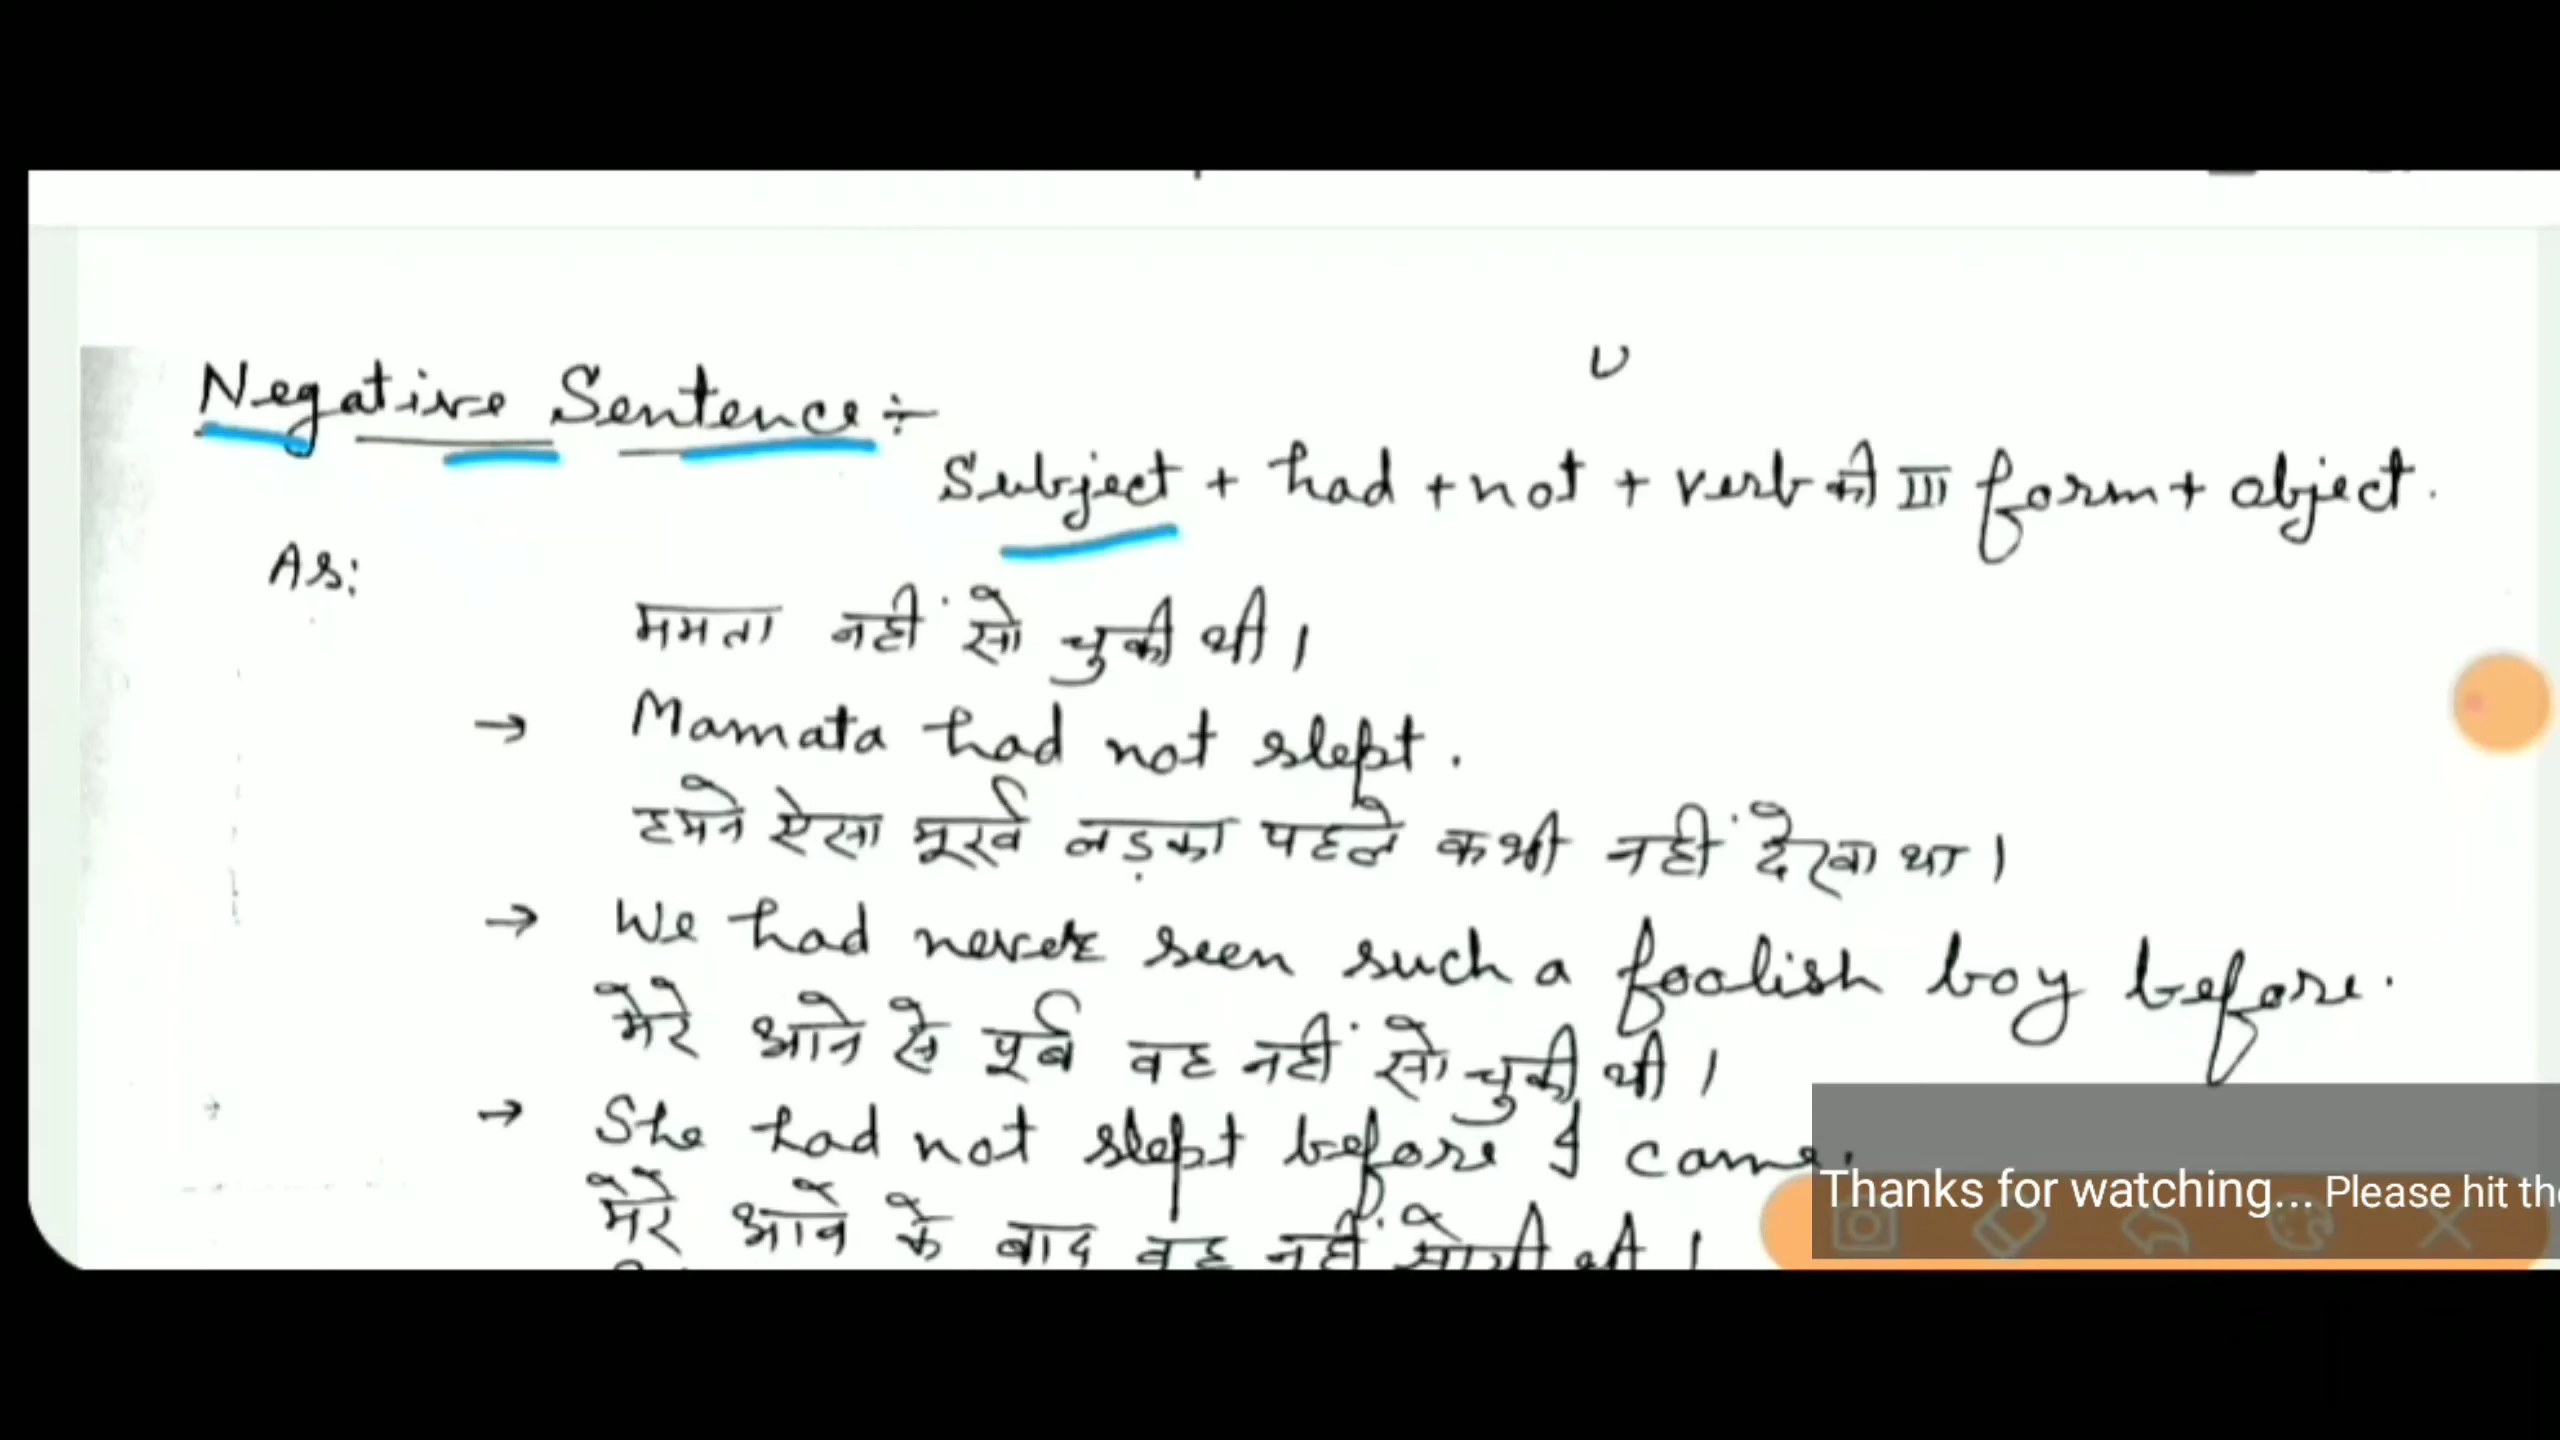 Negative Sentence ÷
Subject + had + not + verb की III form + object.
As:
ममता नहीं सो चुकी थी।
→ Mamata had not slept.
हमने ऐसा मूर्ख लड़का पहले कभी नहीं देखा था।
→ We had never seen such a foolish boy before.
मेरे आने से पूर्व वह नहीं सो चुकी थी।
→ She had not slept before I came.
मेरे आने के बाद वह नहीं सोयी थी।
Thanks for watching... Please hit the